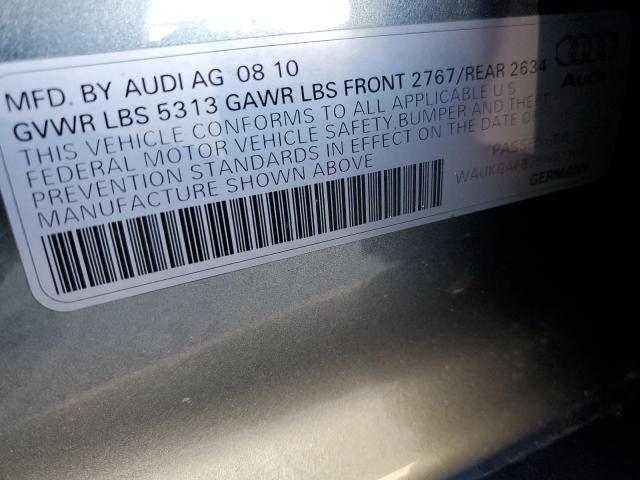 MFD. BY AUDI AG 08 10
GVWR LBS 5313 GAWR LBS FRONT 2767/REAR 2634
THIS VEHICLE CONFORMS TO ALL APPLICABLE U S
FEDERAL MOTOR VEHICLE SAFETY, BUMPER AND THEFT
PREVENTION STANDARDS IN EFFECT ON THE DATE OF
MANUFACTURE SHOWN ABOVE
Audi
GERMANY